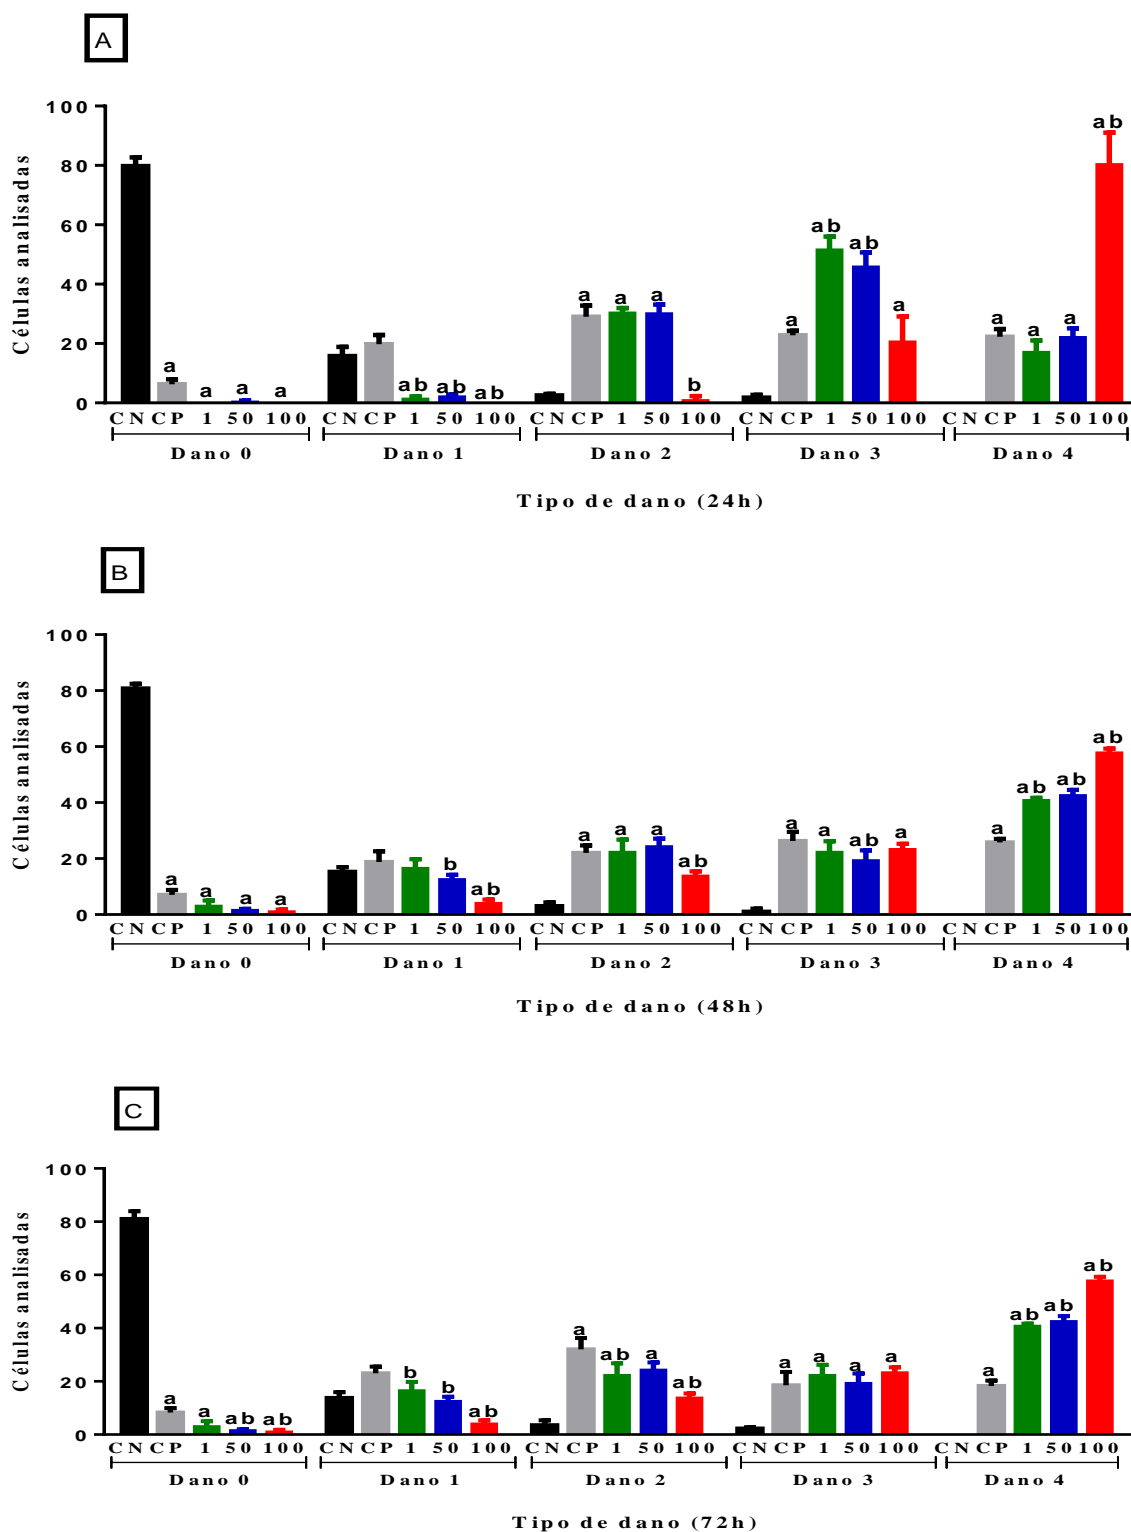 A
100
80
60
40
20
0
Células analisadas
a a a a
ab ab ab
a a a b
a ab ab a
a a a ab
CN CP 1 50 100 CN CP 1 50 100 CN CP 1 50 100 CN CP 1 50 100 CN CP 1 50 100
Dano 0 Dano 1 Dano 2 Dano 3 Dano 4
Tipo de dano (24h)
B
100
80
60
40
20
0
Células analisadas
a a a a
b ab
a a a ab
a a ab a
a ab ab ab
CN CP 1 50 100 CN CP 1 50 100 CN CP 1 50 100 CN CP 1 50 100 CN CP 1 50 100
Dano 0 Dano 1 Dano 2 Dano 3 Dano 4
Tipo de dano (48h)
C
100
80
60
40
20
0
Células analisadas
a a ab ab
b b ab
a ab a ab
a a a a
a ab ab ab
CN CP 1 50 100 CN CP 1 50 100 CN CP 1 50 100 CN CP 1 50 100 CN CP 1 50 100
Dano 0 Dano 1 Dano 2 Dano 3 Dano 4
Tipo de dano (72h)